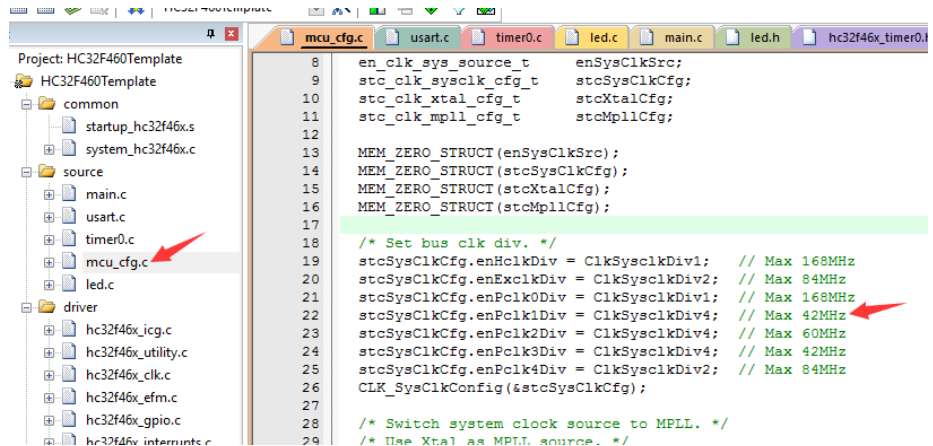 HC32F460Template
mcu_cfg.c
usart.c
timer0.c
led.c
main.c
led.h
hc32f46x_timer0.h
Project: HC32F460Template
HC32F460Template
common
startup_hc32f46x.s
system_hc32f46x.c
source
main.c
usart.c
timer0.c
mcu_cfg.c
led.c
driver
hc32f46x_icg.c
hc32f46x_utility.c
hc32f46x_clk.c
hc32f46x_efm.c
hc32f46x_gpio.c
hc32f46x_interrupts.c
8 en_clk_sys_source_t enSysClkSrc;
9 stc_clk_sysclk_cfg_t stcSysClkCfg;
10 stc_clk_xtal_cfg_t stcXtalCfg;
11 stc_clk_mpll_cfg_t stcMpllCfg;
12
13 MEM_ZERO_STRUCT(enSysClkSrc);
14 MEM_ZERO_STRUCT(stcSysClkCfg);
15 MEM_ZERO_STRUCT(stcXtalCfg);
16 MEM_ZERO_STRUCT(stcMpllCfg);
17
18 /* Set bus clk div. */
19 stcSysClkCfg.enHclkDiv = ClkSysclkDiv1; // Max 168MHz
20 stcSysClkCfg.enExclkDiv = ClkSysclkDiv2; // Max 84MHz
21 stcSysClkCfg.enPclk0Div = ClkSysclkDiv1; // Max 168MHz
22 stcSysClkCfg.enPclk1Div = ClkSysclkDiv4; // Max 42MHz
23 stcSysClkCfg.enPclk2Div = ClkSysclkDiv4; // Max 60MHz
24 stcSysClkCfg.enPclk3Div = ClkSysclkDiv4; // Max 42MHz
25 stcSysClkCfg.enPclk4Div = ClkSysclkDiv2; // Max 84MHz
26 CLK_SysClkConfig(&stcSysClkCfg);
27
28 /* Switch system clock source to MPLL. */
29 /* Use Xtal as MPLL source. */